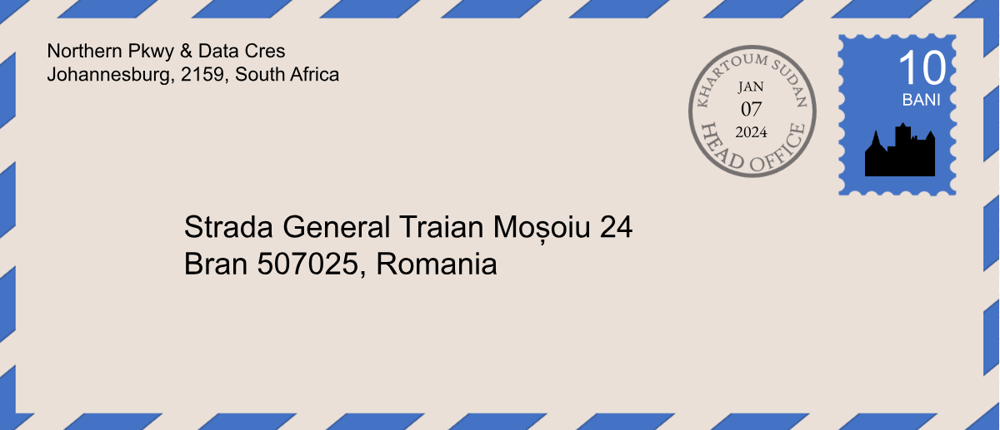 Northern Pkwy & Data Cres
Johannesburg, 2159, South Africa
KHARTOUM SUDAN
JAN
07
2024
HEAD OFFICE
10
BANI
Strada General Traian Moșoiu 24
Bran 507025, Romania